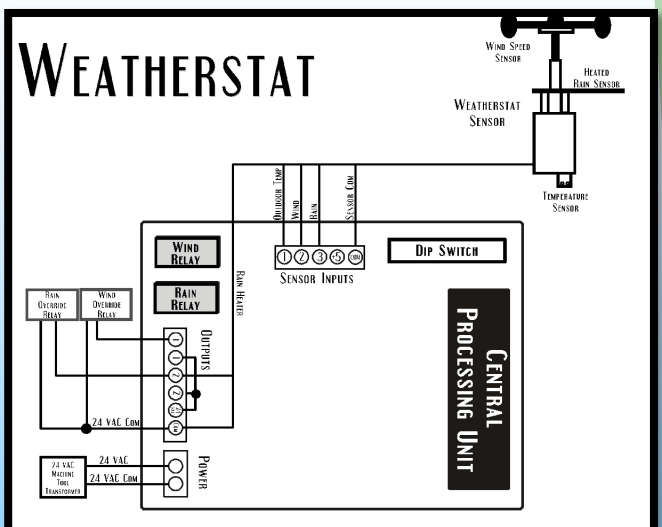 Weatherstat
Wind Speed
Sensor
Heated
Rain Sensor
Weatherstat
Sensor
Temperature
Sensor
Outdoor Temp
Wind
Rain
Sensor Com
1 2 3 +5 COM
Sensor Inputs
Wind
Relay
Dip Switch
Rain
Relay
Rain Heater
Rain
Override
Relay
Wind
Override
Relay
Outputs
1
1
2
2
24 VAC Com
Central
Processing Unit
24 VAC
24 VAC Com
Power
24 VAC
Machine
Tool
Transformer